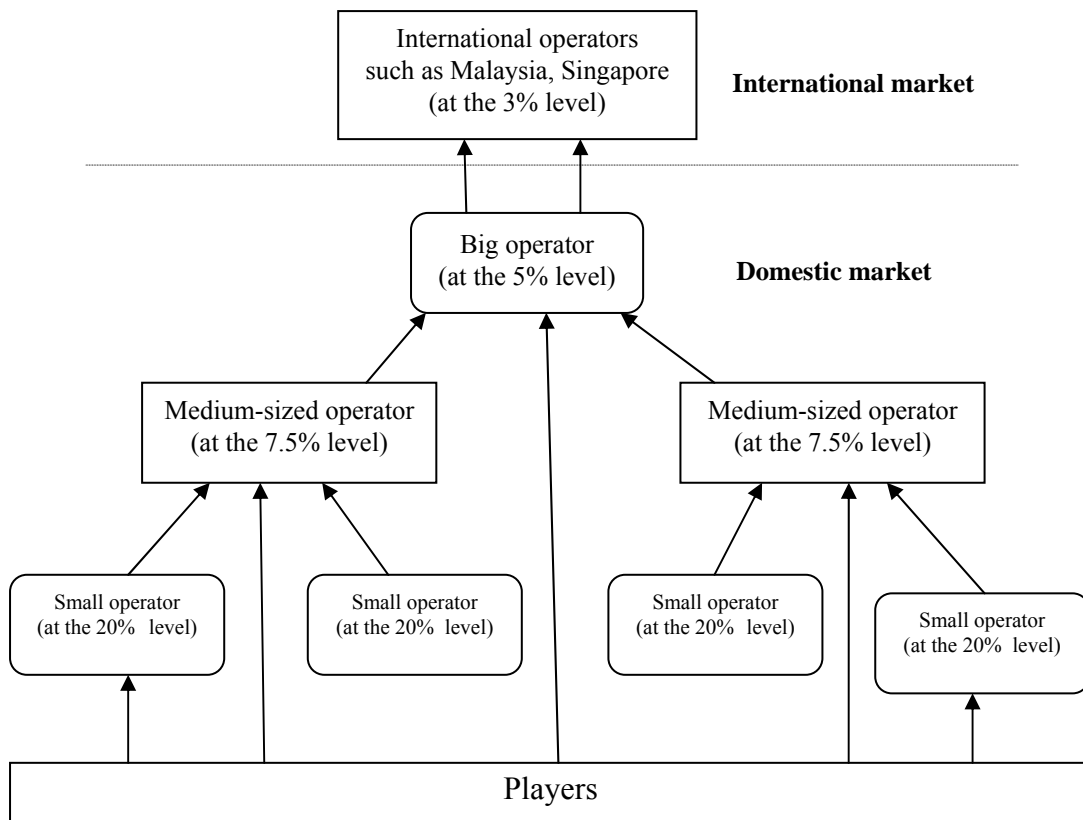 International operators
such as Malaysia, Singapore
(at the 3% level)
International market
Big operator
(at the 5% level)
Domestic market
Medium-sized operator
(at the 7.5% level)
Medium-sized operator
(at the 7.5% level)
Small operator
(at the 20% level)
Small operator
(at the 20% level)
Small operator
(at the 20% level)
Small operator
(at the 20% level)
Players